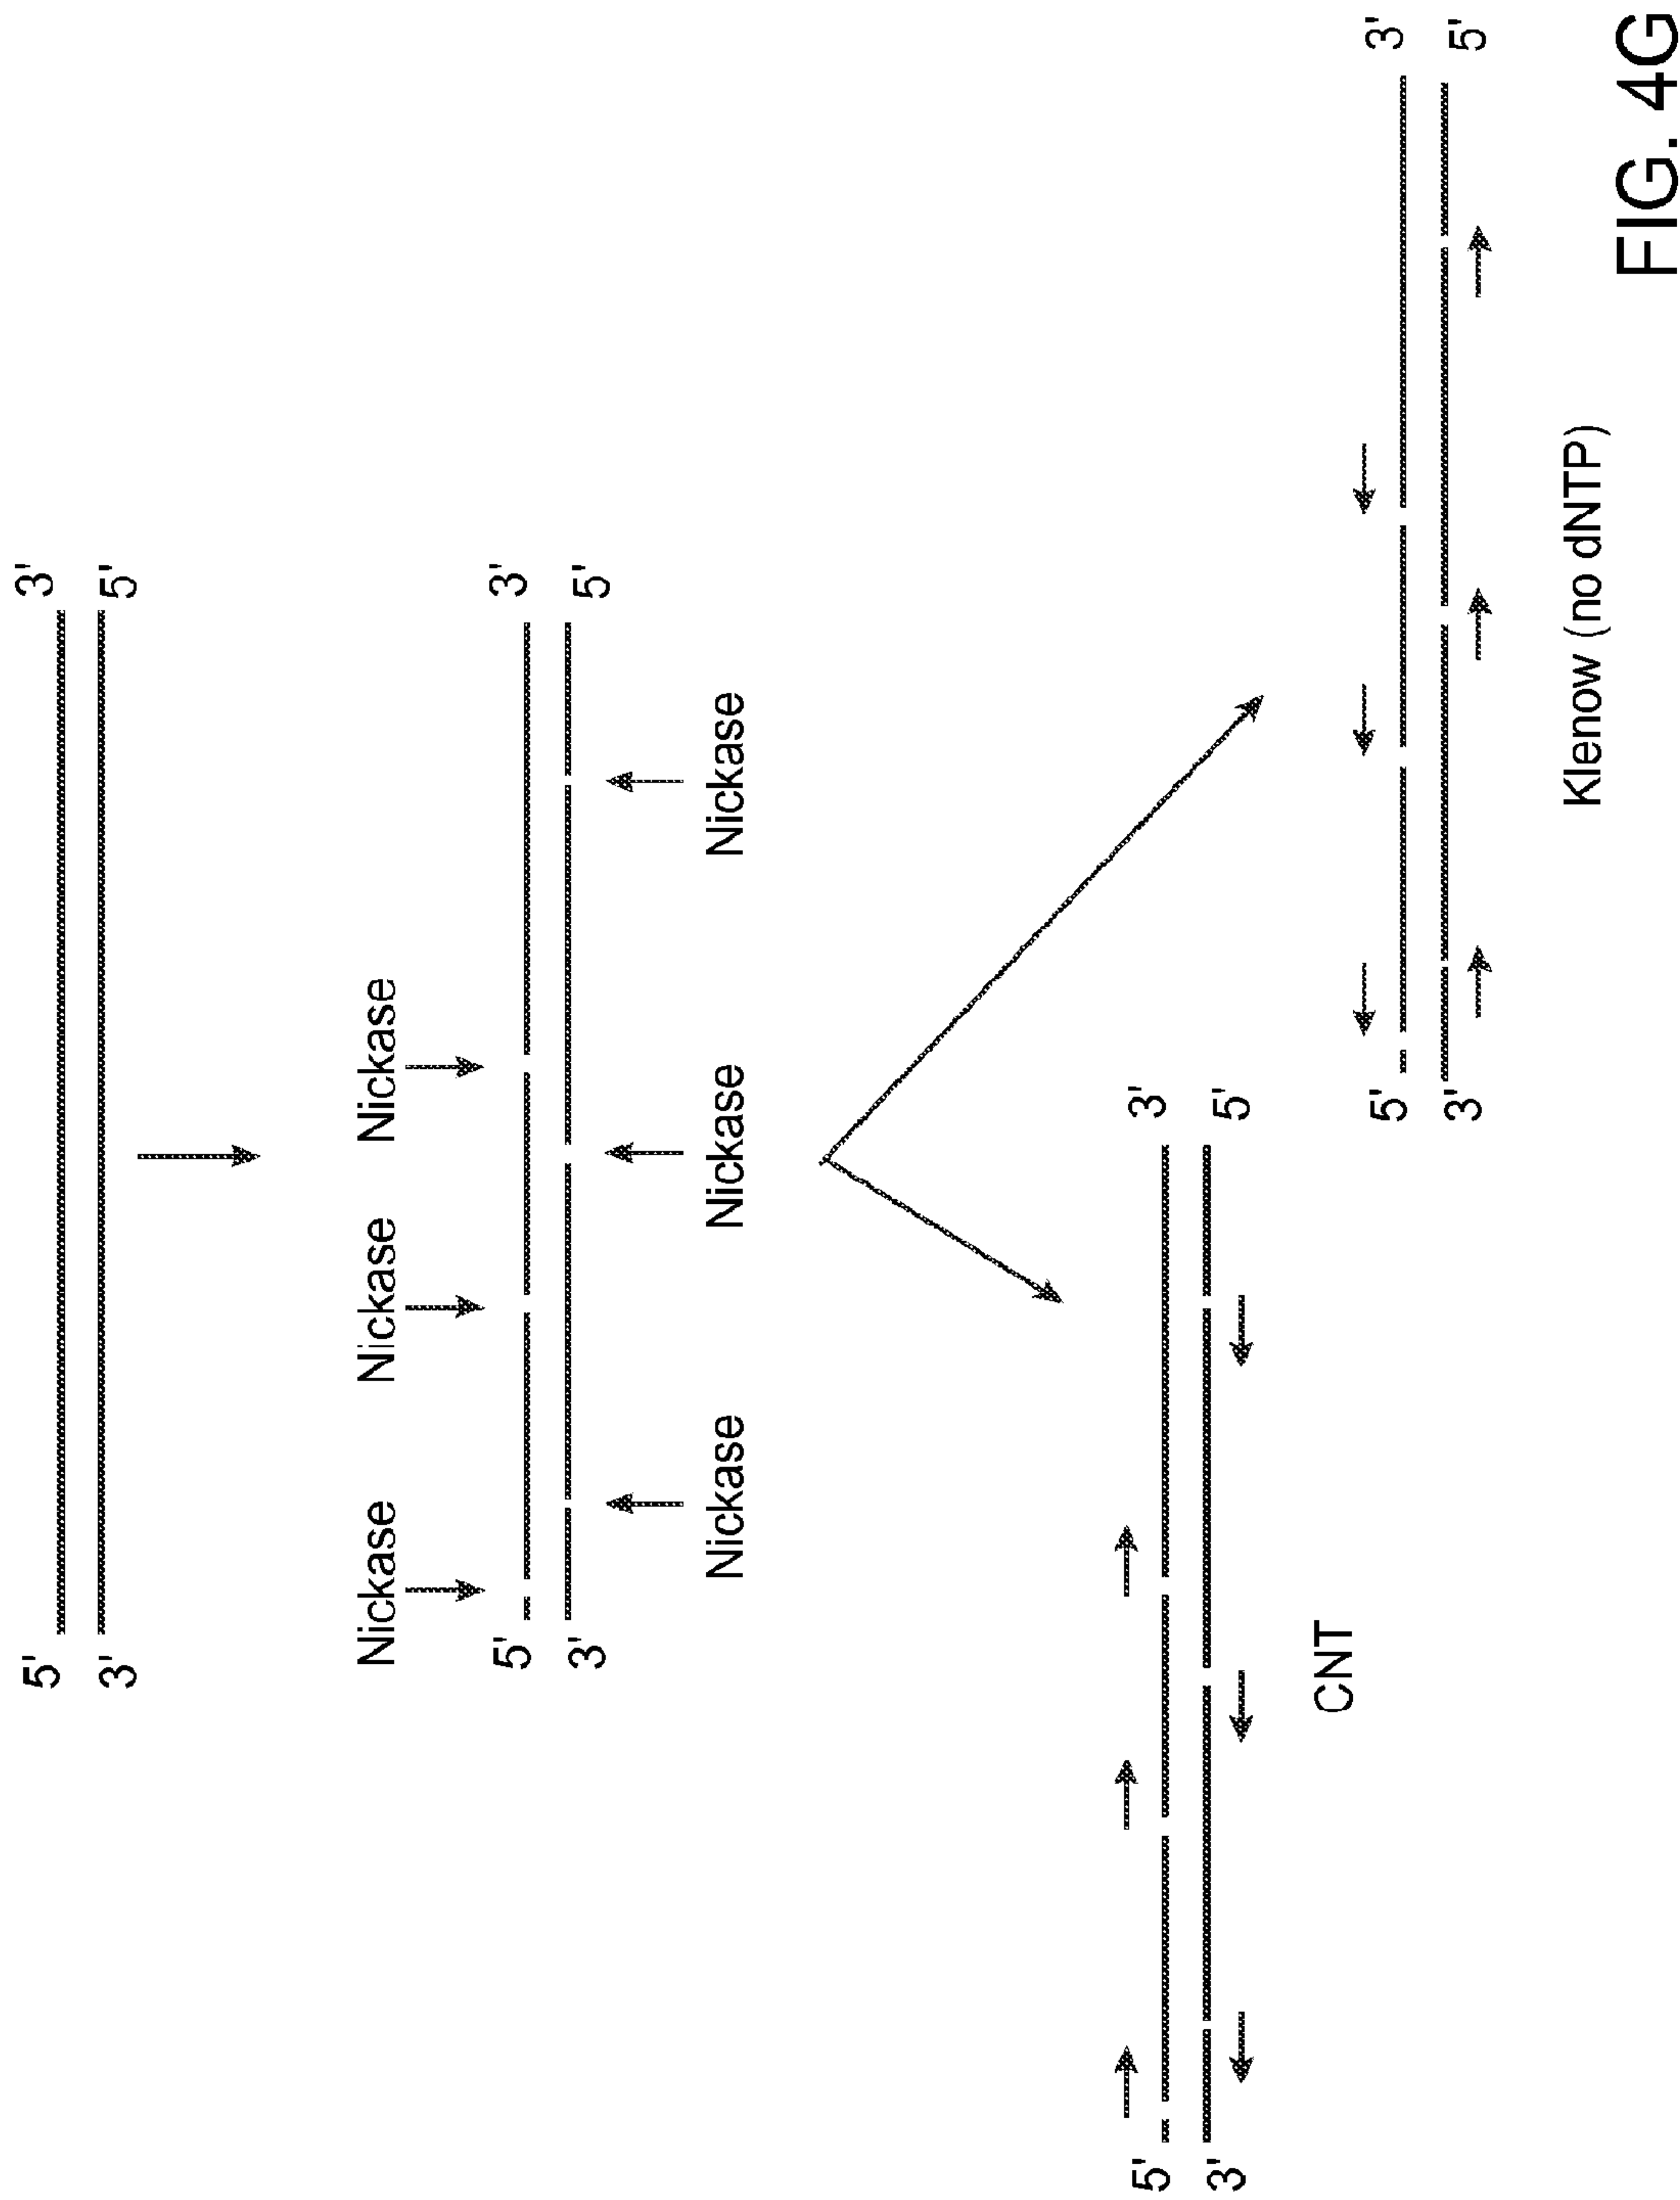 5' 3'
3' 5'
Nickase Nickase Nickase
5' 3'
3' 5'
Nickase Nickase Nickase
5' 3'
3' 5'
CNT
5' 3'
3' 5'
Klenow (no dNTP)
FIG. 4G